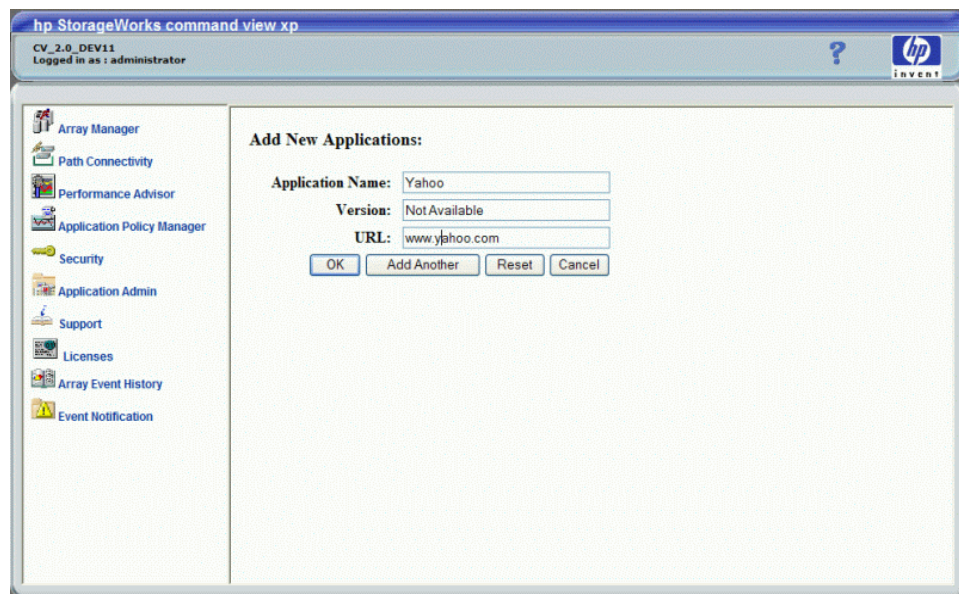 hp StorageWorks command view xp
CV_2.0_DEV11
Logged in as : administrator
?
hp
invent
Array Manager
Path Connectivity
Performance Advisor
Application Policy Manager
Security
Application Admin
Support
Licenses
Array Event History
Event Notification
Add New Applications:
Application Name: Yahoo
Version: Not Available
URL: www.yahoo.com
OK Add Another Reset Cancel